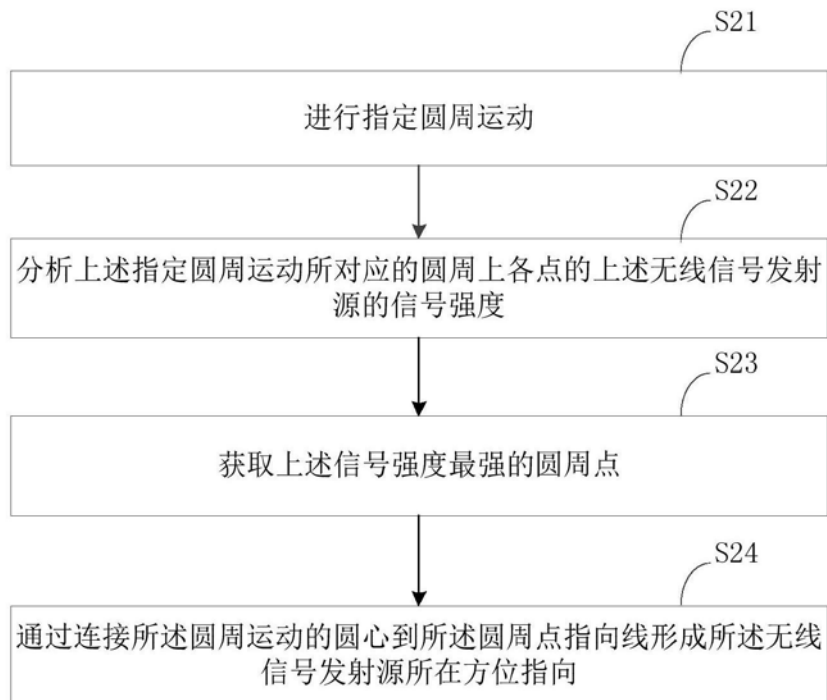 S21
进行指定圆周运动
S22
分析上述指定圆周运动所对应的圆周上各点的上述无线信号发射
源的信号强度
S23
获取上述信号强度最强的圆周点
S24
通过连接所述圆周运动的圆心到所述圆周点指向线形成所述无线
信号发射源所在方位指向